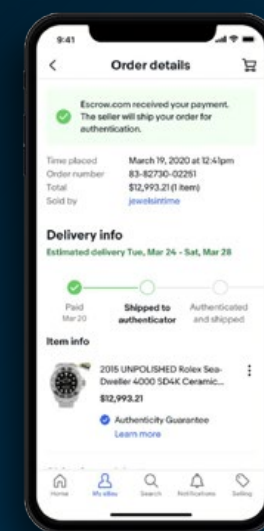 9:41
Order details
Escrow.com received your payment.
The seller will ship your order for
authentication.
Time placed March 19, 2020 at 12:41pm
Order number 83-82730-02251
Total $12,993.21 (1 item)
Sold by jewelsintime
Delivery info
Estimated delivery Tue, Mar 24 - Sat, Mar 28
Paid
Mar 20
Shipped to
authenticator
Authenticated
and shipped
Item info
2015 UNPOLISHED Rolex Sea-
Dweller 4000 SD4K Ceramic...
$12,993.21
Authenticity Guarantee
Learn more
Home My eBay Search Notifications Selling